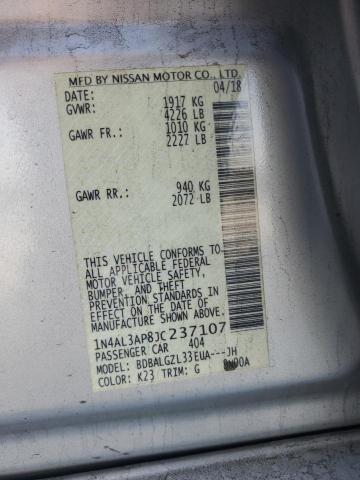 MFD BY NISSAN MOTOR CO., LTD.
DATE: 04/18
GVWR: 1917 KG
4226 LB
GAWR FR.: 1010 KG
2227 LB
GAWR RR.: 940 KG
2072 LB
THIS VEHICLE CONFORMS TO
ALL APPLICABLE FEDERAL
MOTOR VEHICLE SAFETY,
BUMPER, AND THEFT
PREVENTION STANDARDS IN
EFFECT ON THE DATE OF
MANUFACTURE SHOWN ABOVE.
1N4AL3AP8JC237107
PASSENGER CAR 404
MODEL: BDBALGZL33EUA---JH
COLOR: K23 TRIM: G